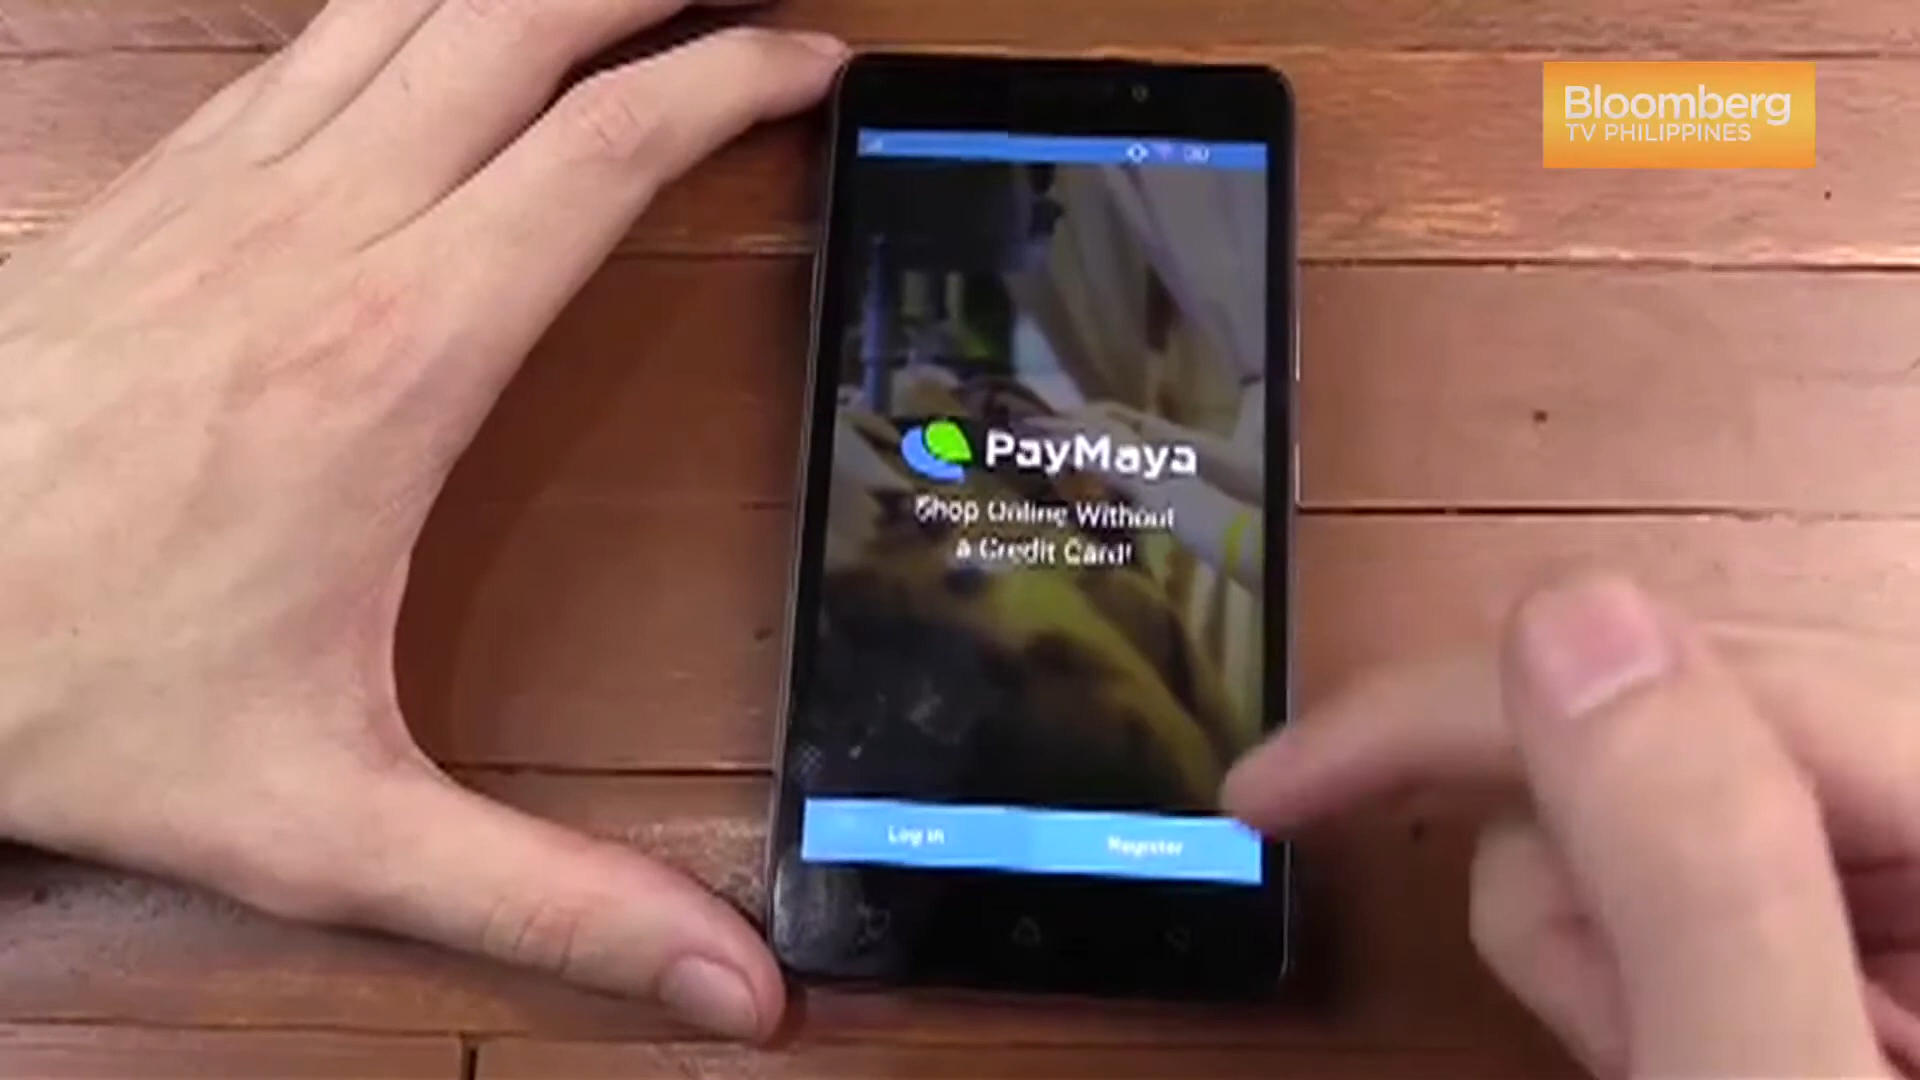 Bloomberg
TV PHILIPPINES
PayMaya
Shop Online Without
a Credit Card!
Log in
Register